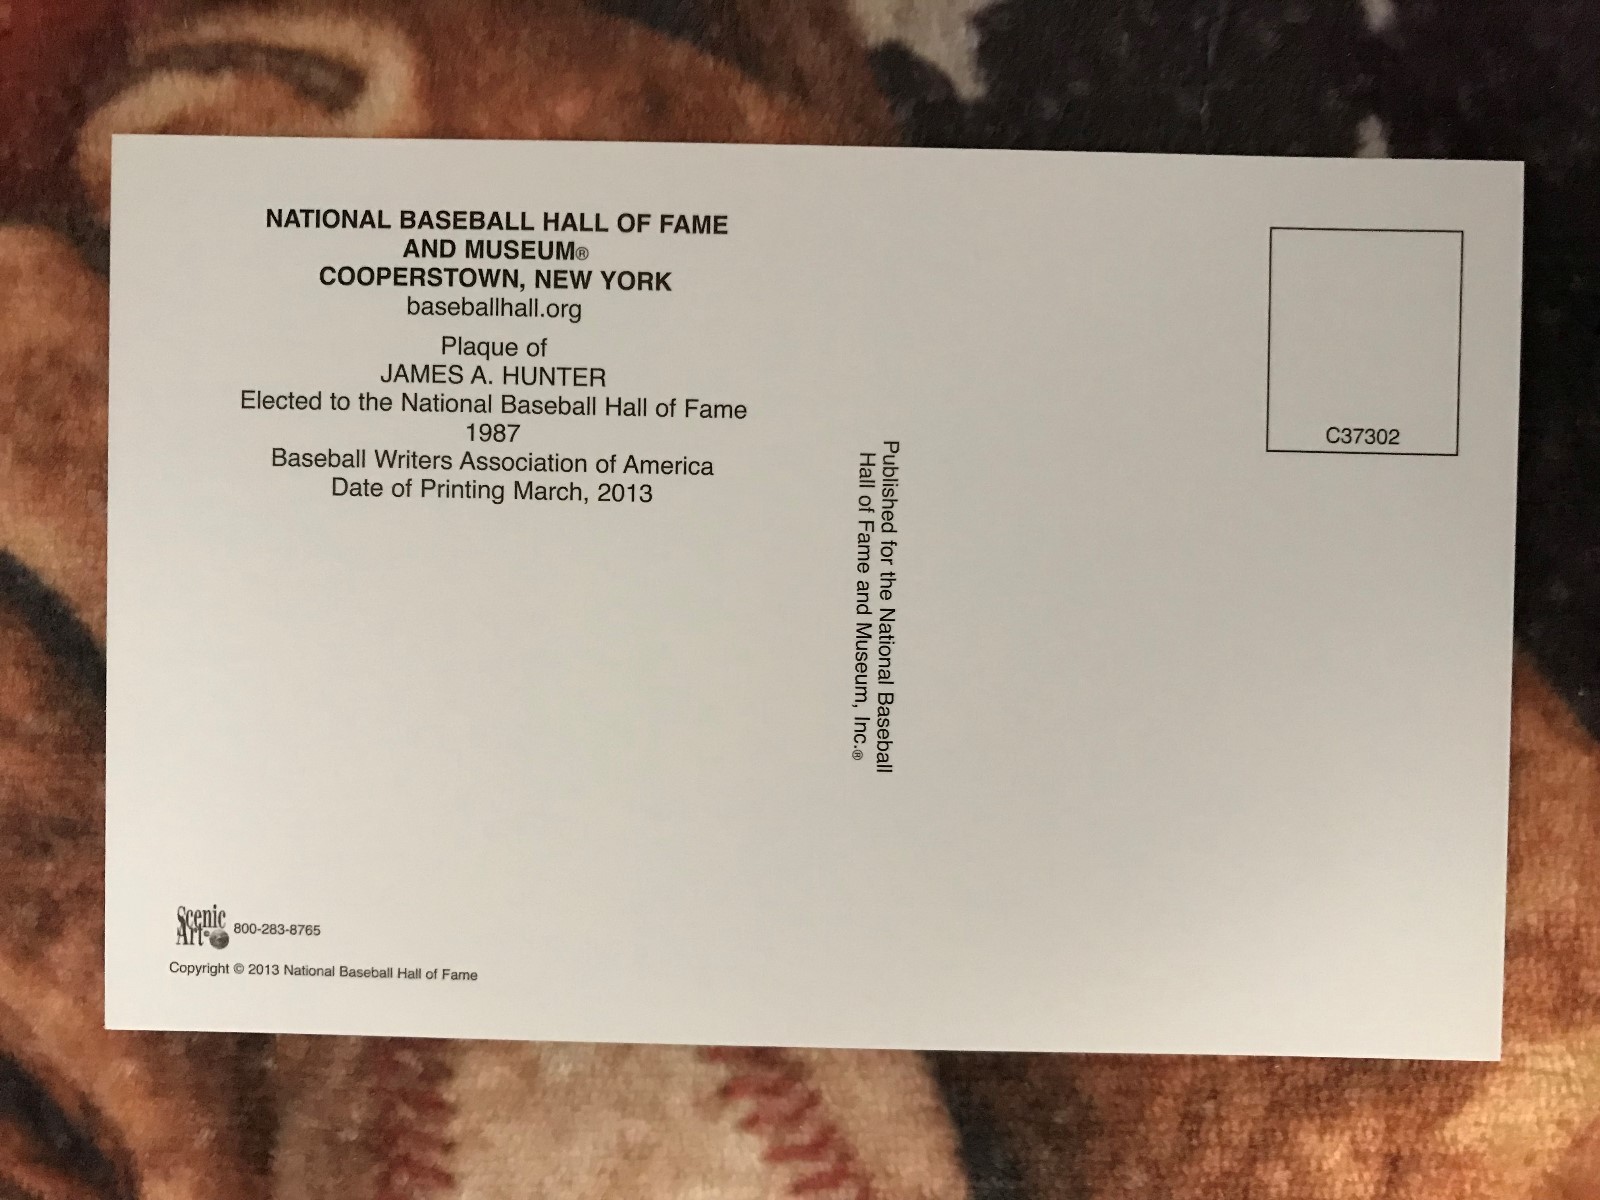 NATIONAL BASEBALL HALL OF FAME
AND MUSEUM®
COOPERSTOWN, NEW YORK
baseballhall.org
Plaque of
JAMES A. HUNTER
Elected to the National Baseball Hall of Fame
1987
Baseball Writers Association of America
Date of Printing March, 2013
Published for the National Baseball
Hall of Fame and Museum, Inc.®
C37302
Scenic
Art
800-283-8765
Copyright © 2013 National Baseball Hall of Fame